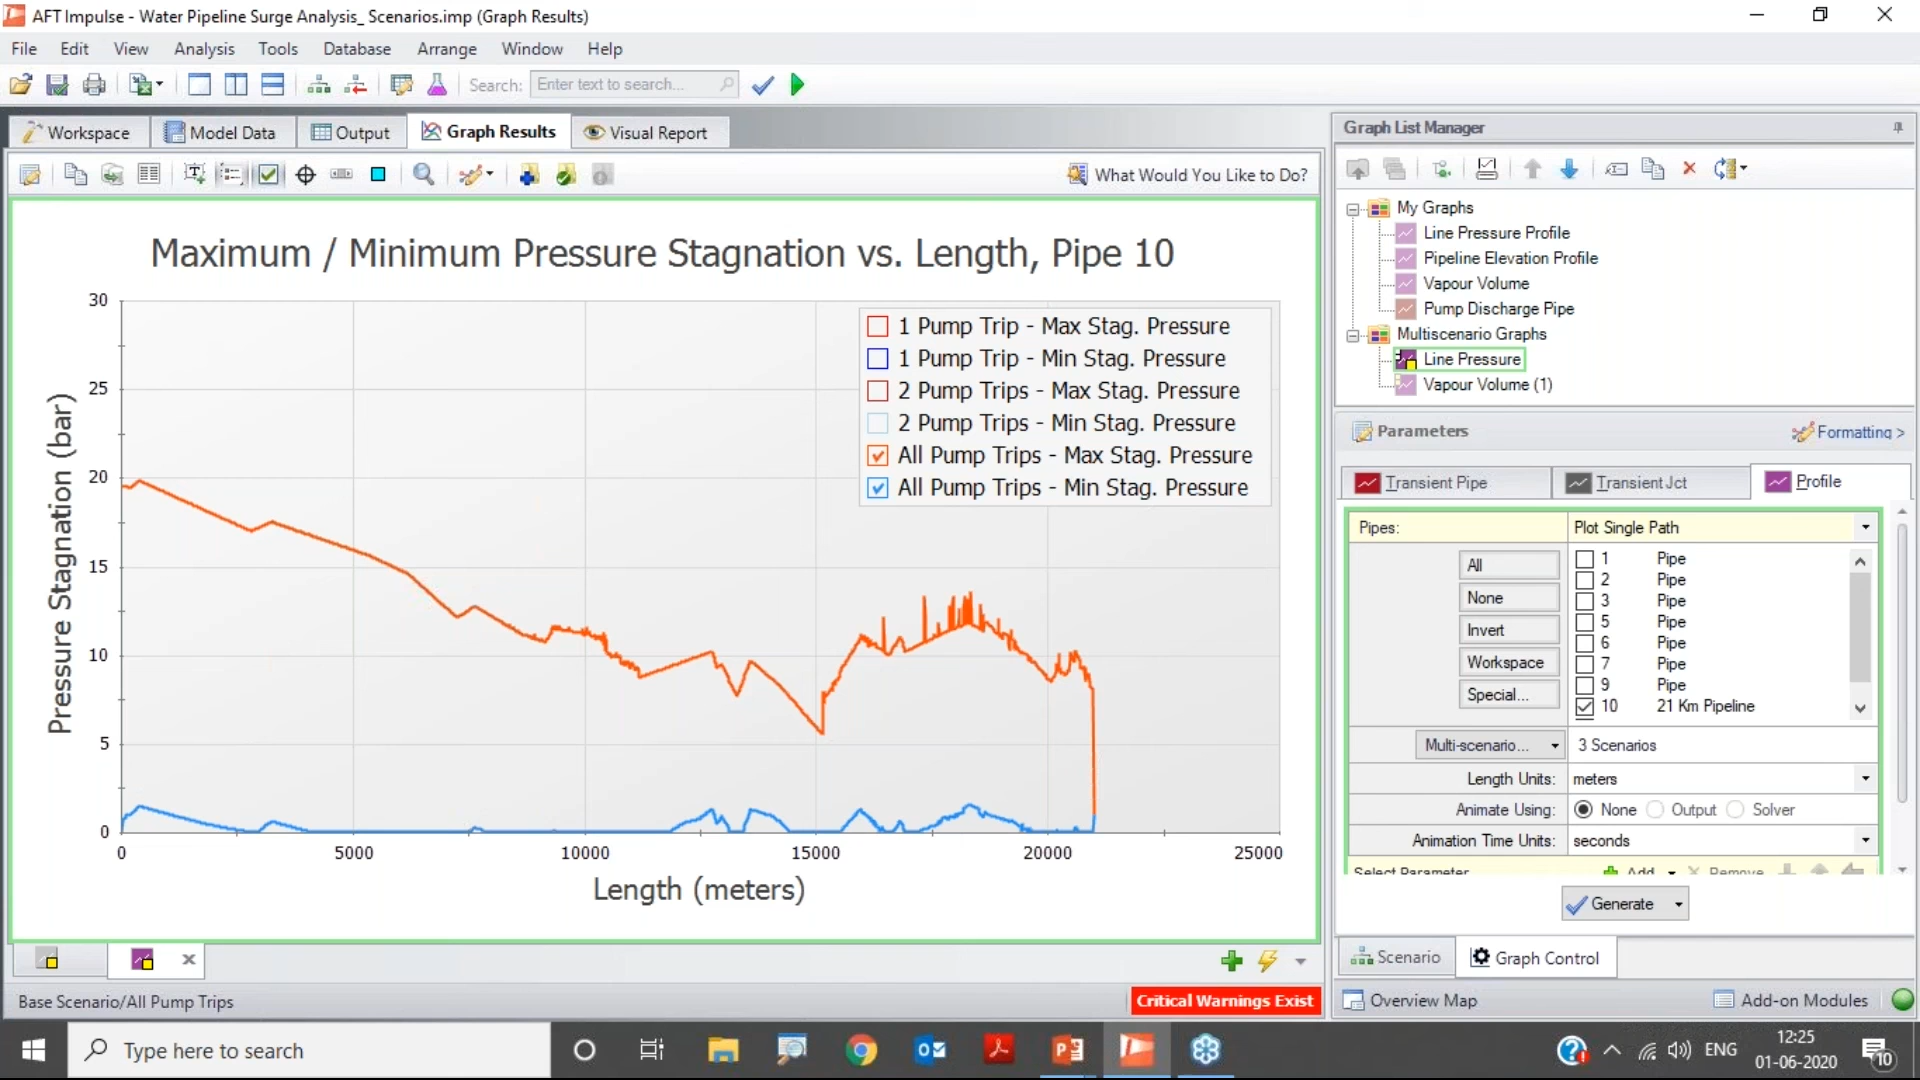 AFT Impulse - Water Pipeline Surge Analysis_ Scenarios.imp (Graph Results)
File Edit View Analysis Tools Database Arrange Window Help
Search: Enter text to search...
Workspace Model Data Output Graph Results Visual Report
What Would You Like to Do?
Maximum / Minimum Pressure Stagnation vs. Length, Pipe 10
Pressure Stagnation (bar)
30
25
20
15
10
5
0
1 Pump Trip - Max Stag. Pressure
1 Pump Trip - Min Stag. Pressure
2 Pump Trips - Max Stag. Pressure
2 Pump Trips - Min Stag. Pressure
All Pump Trips - Max Stag. Pressure
All Pump Trips - Min Stag. Pressure
0 5000 10000 15000 20000 25000
Length (meters)
Base Scenario/All Pump Trips
Critical Warnings Exist
Graph List Manager
My Graphs
Line Pressure Profile
Pipeline Elevation Profile
Vapour Volume
Pump Discharge Pipe
Multiscenario Graphs
Line Pressure
Vapour Volume (1)
Parameters Formatting >
Transient Pipe Transient Jct Profile
Pipes: Plot Single Path
All
None
Invert
Workspace
Special...
1 Pipe
2 Pipe
3 Pipe
5 Pipe
6 Pipe
7 Pipe
9 Pipe
10 21 Km Pipeline
Multi-scenario... 3 Scenarios
Length Units: meters
Animate Using: None Output Solver
Animation Time Units: seconds
Select Parameter Add Remove
Generate
Scenario Graph Control
Overview Map Add-on Modules
Type here to search
ENG
12:25
01-06-2020
10